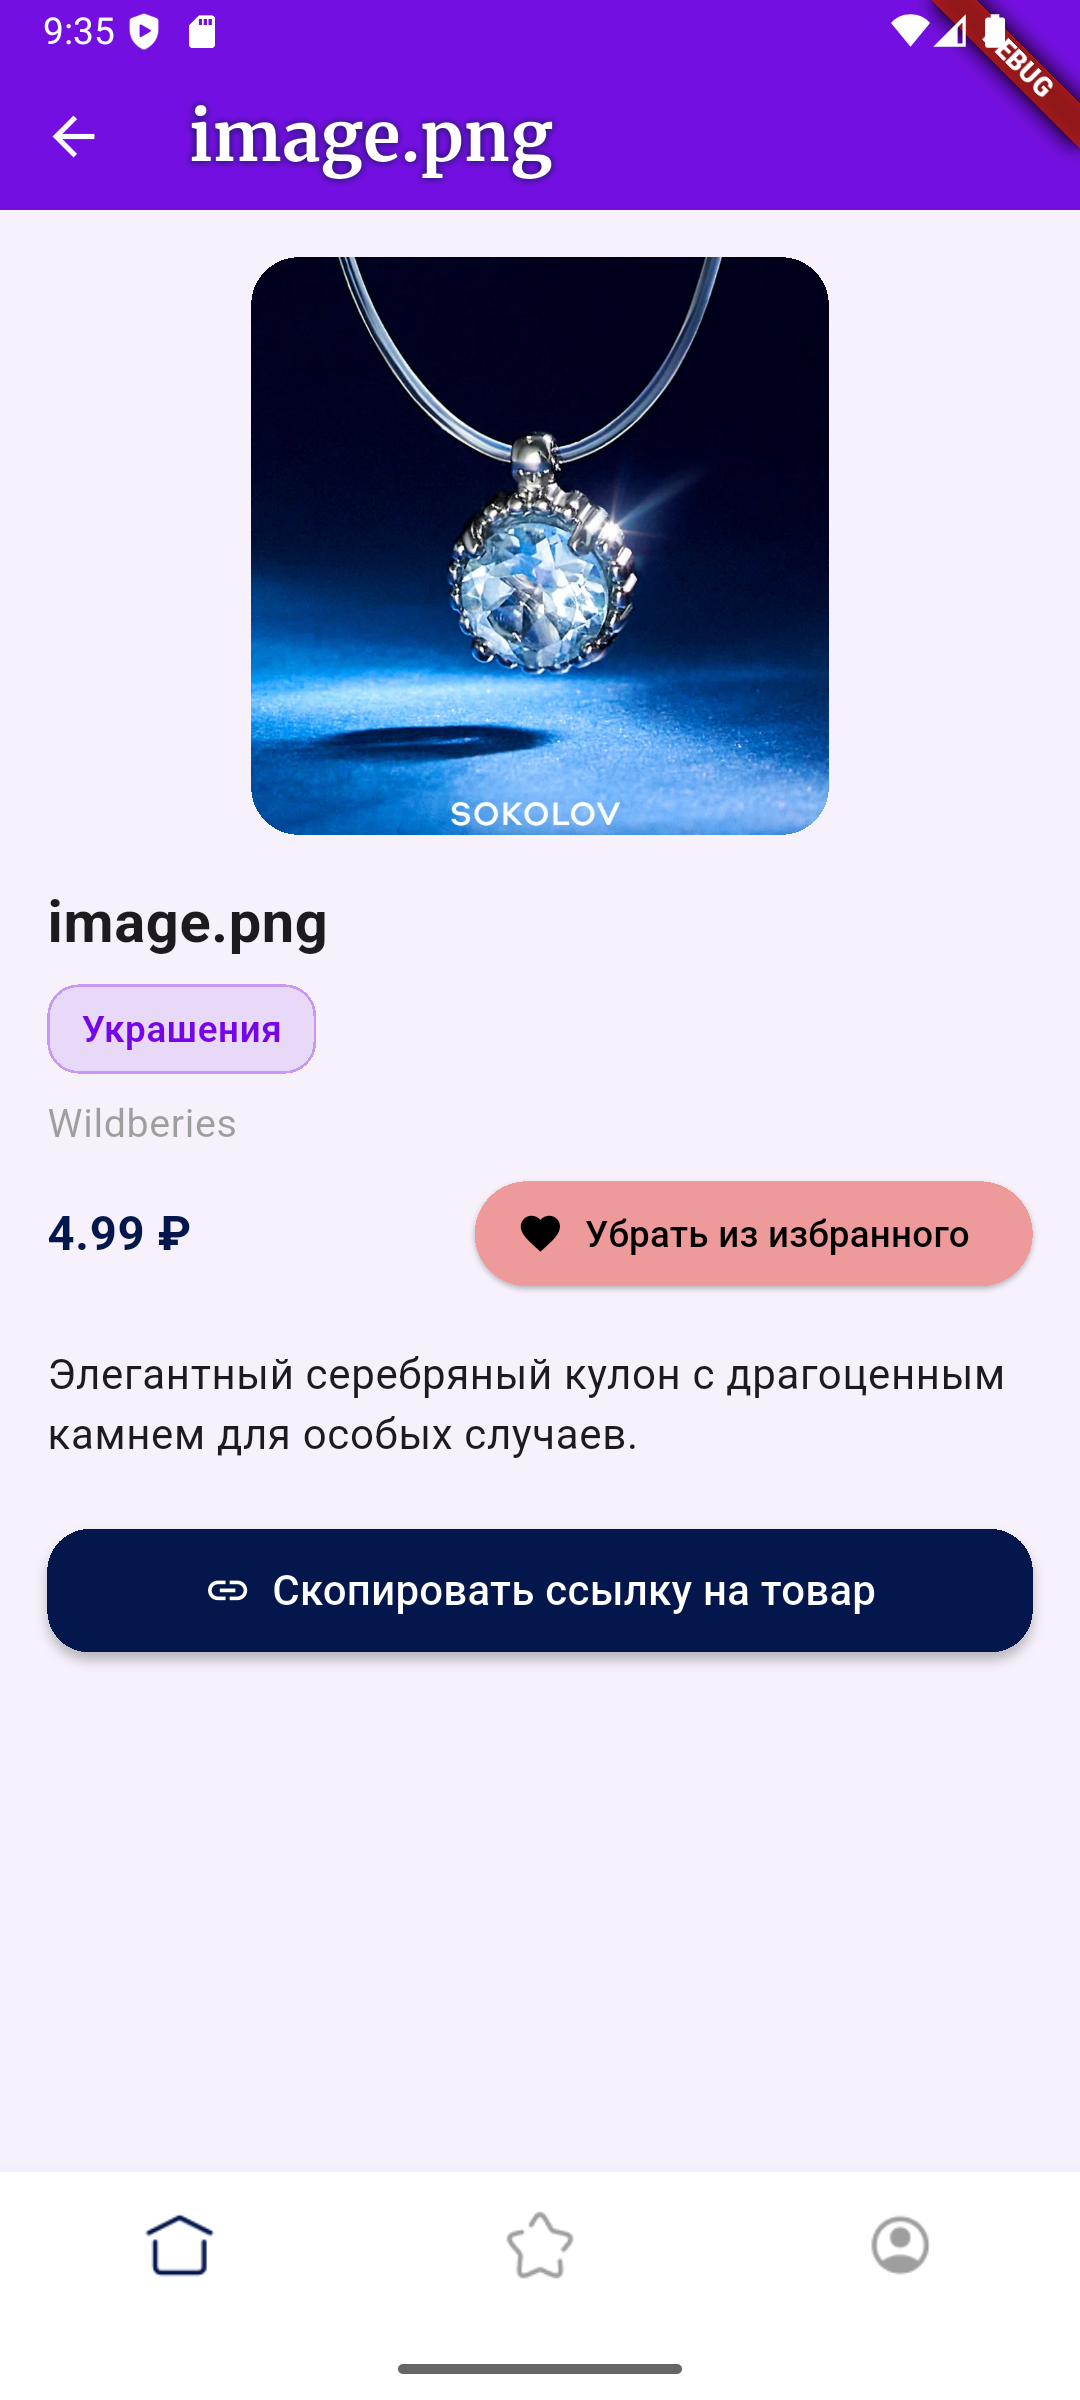 9:35
DEBUG
image.png
SOKOLOV
image.png
Украшения
Wildberies
4.99 ₽
Убрать из избранного
Элегантный серебряный кулон с драгоценным
камнем для особых случаев.
Скопировать ссылку на товар